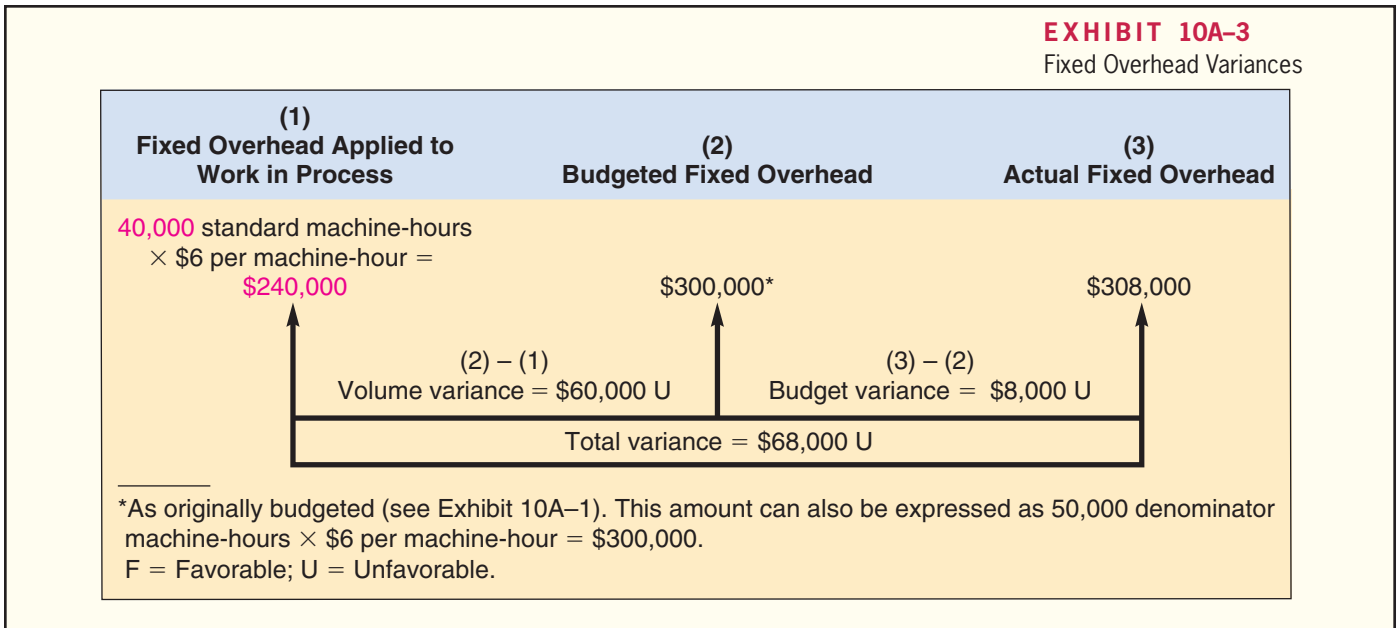 EXHIBIT 10A–3
Fixed Overhead Variances
(1)
Fixed Overhead Applied to
Work in Process
(2)
Budgeted Fixed Overhead
(3)
Actual Fixed Overhead
40,000 standard machine-hours
× $6 per machine-hour =
$240,000
$300,000*
$308,000
(2) – (1)
Volume variance = $60,000 U
(3) – (2)
Budget variance = $8,000 U
Total variance = $68,000 U
*As originally budgeted (see Exhibit 10A–1). This amount can also be expressed as 50,000 denominator
machine-hours × $6 per machine-hour = $300,000.
F = Favorable; U = Unfavorable.